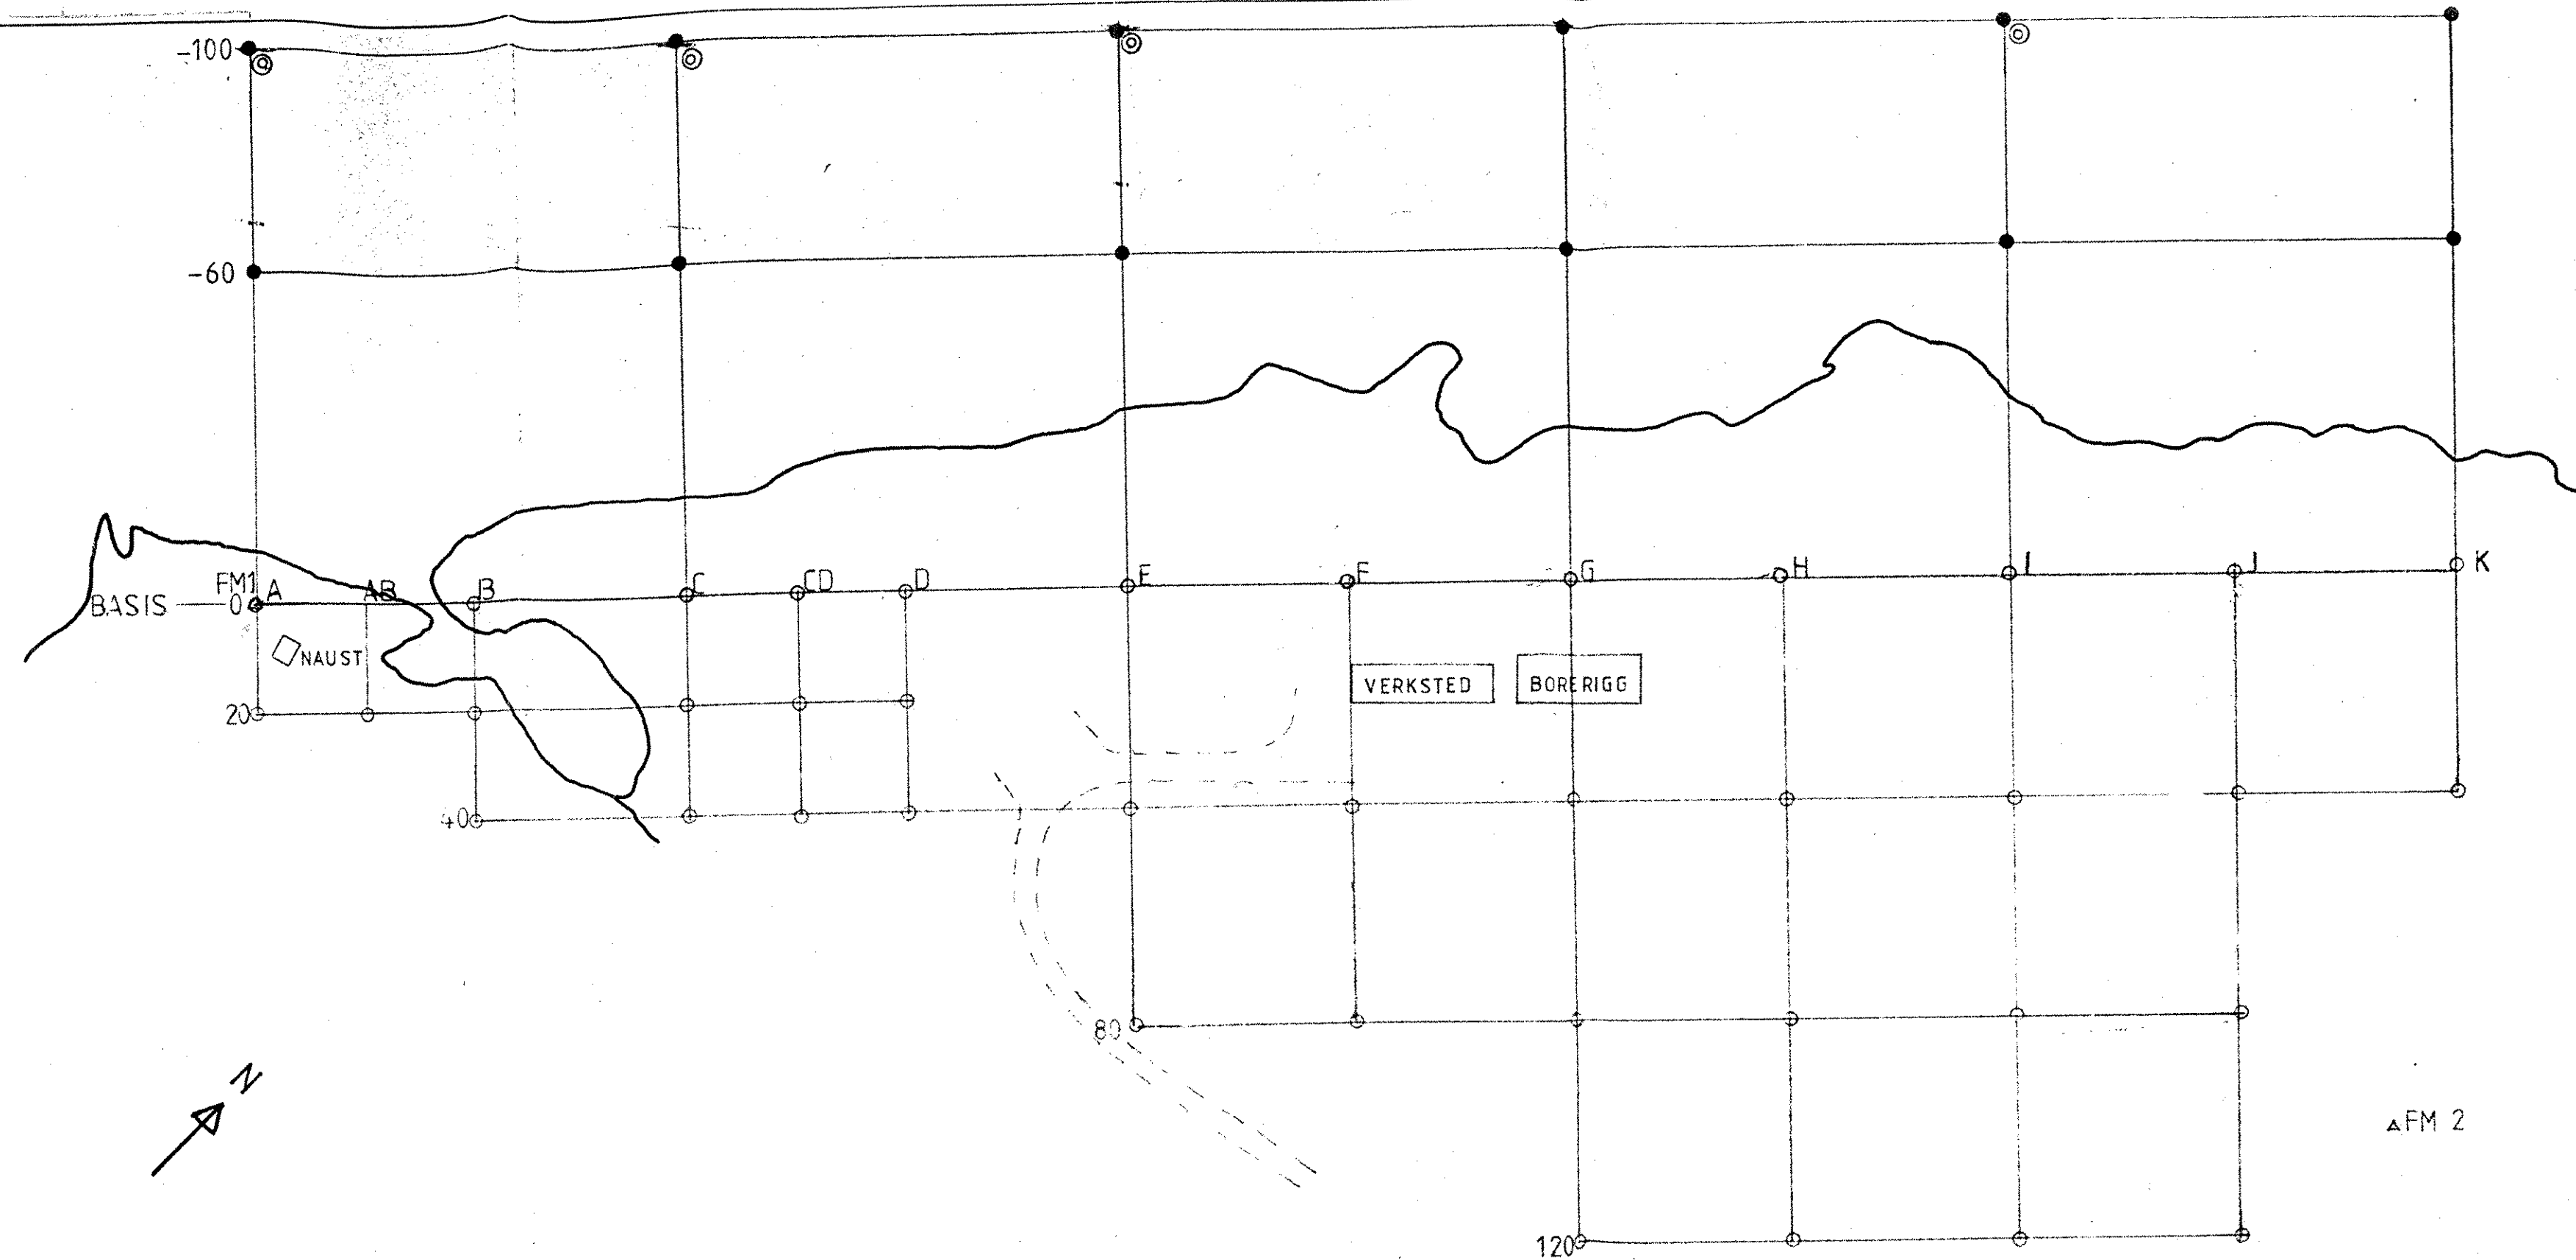 -100
-60
FM1 A AB B C CD D E F G H I J K
BASIS 0
NAUST
VERKSTED BORERIGG
20
40
80
N
FM 2
120